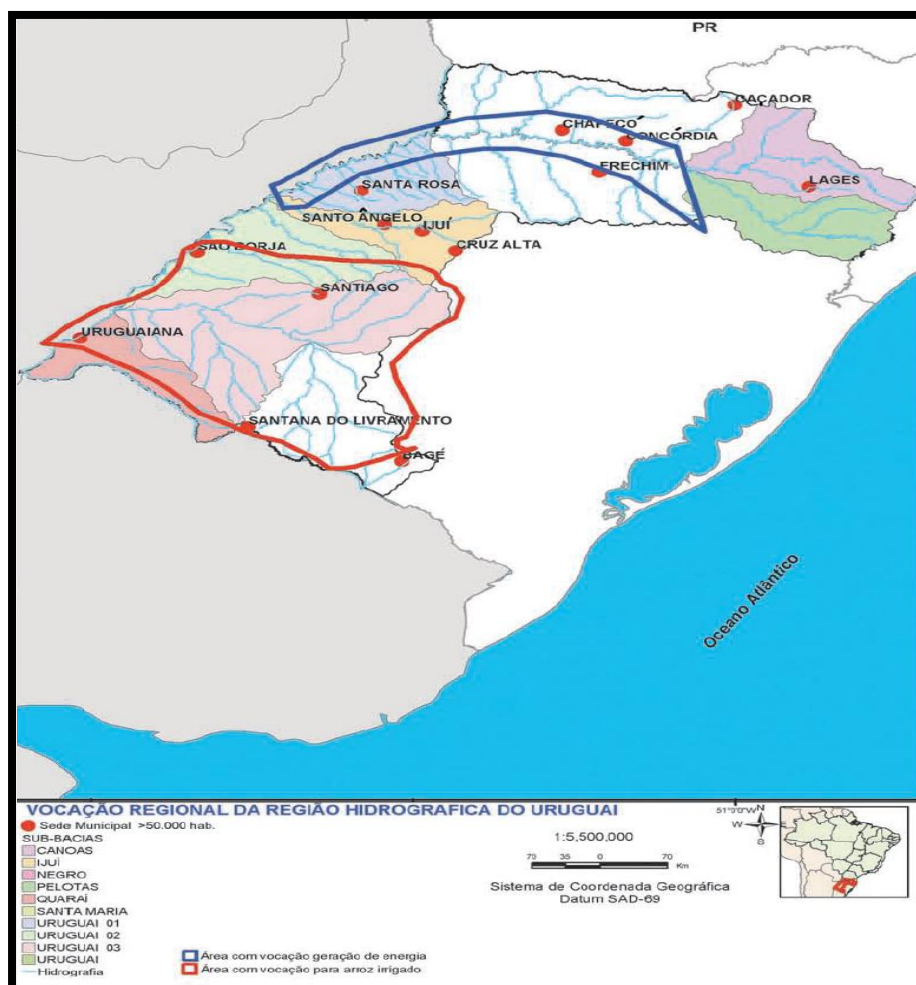 PR
CAÇADOR
CHAPECÓ
CONCÓRDIA
ERECHIM
LAGES
SANTA ROSA
SANTO ÂNGELO
IJUÍ
CRUZ ALTA
SÃO BORJA
SANTIAGO
URUGUAIANA
SANTANA DO LIVRAMENTO
BAGÉ
Oceano Atlântico
VOCAÇÃO REGIONAL DA REGIÃO HIDROGRAFICA DO URUGUAI
Sede Municipal >50.000 hab.
SUB-BACIAS
CANOAS
IJUÍ
NEGRO
PELOTAS
QUARAÍ
SANTA MARIA
URUGUAI 01
URUGUAI 02
URUGUAI 03
URUGUAI
Hidrografia
Área com vocação geração de energia
Área com vocação para arroz irrigado
1:5,500,000
70 35 0 70
Km
Sistema de Coordenada Geográfica
Datum SAD-69
51°0'0"W
N
W E
S